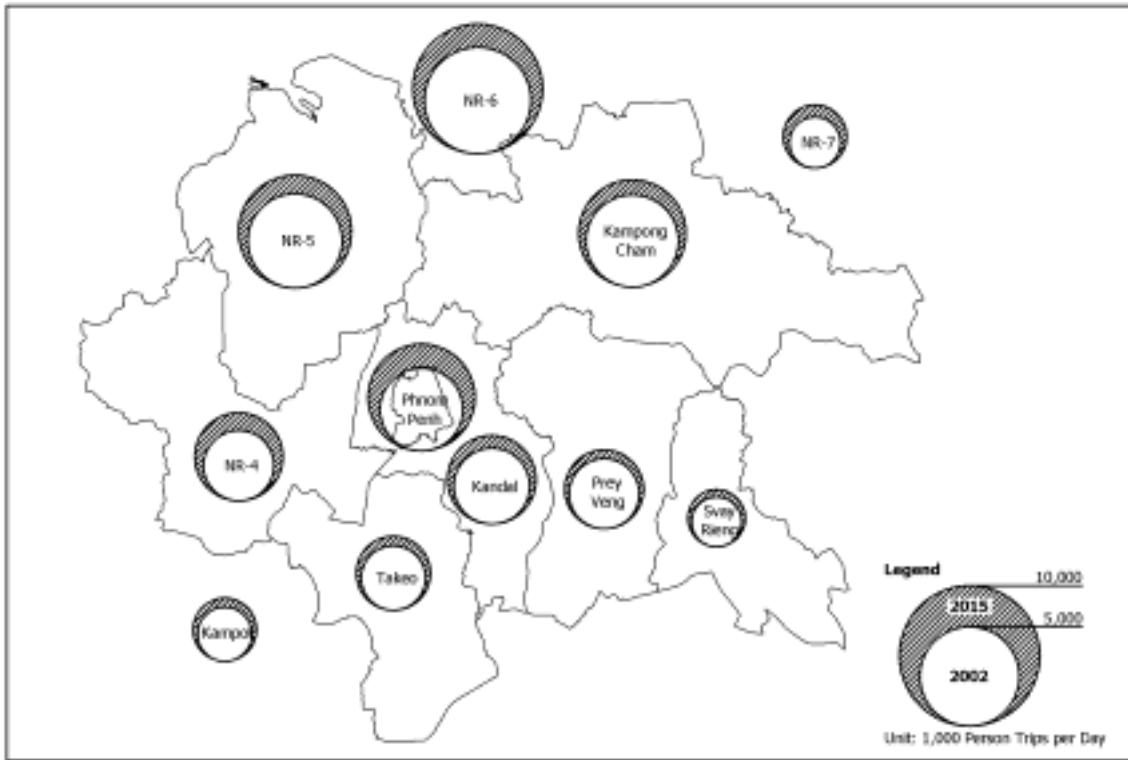 NR-6
NR-7
NR-5
Kampong
Cham
Phnom
Penh
NR-4
Kandal
Prey
Veng
Svay
Rieng
Takeo
Kampo
Legend
10,000
2015
5,000
2002
Unit: 1,000 Person Trips per Day